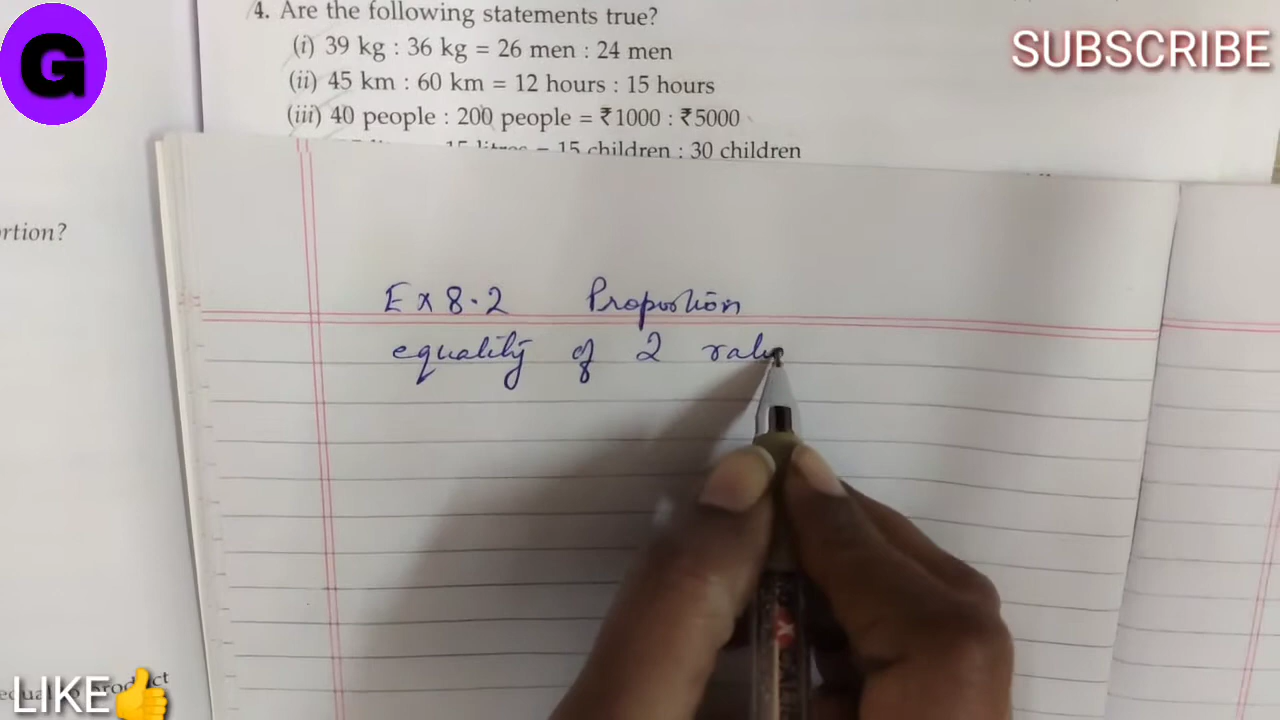 4. Are the following statements true?
(i) 39 kg : 36 kg = 26 men : 24 men
(ii) 45 km : 60 km = 12 hours : 15 hours
(iii) 40 people : 200 people = ₹1000 : ₹5000
15 litres = 15 children : 30 children
G
SUBSCRIBE
rtion?
Ex 8.2 Proportion
equality of 2
LIKE👍